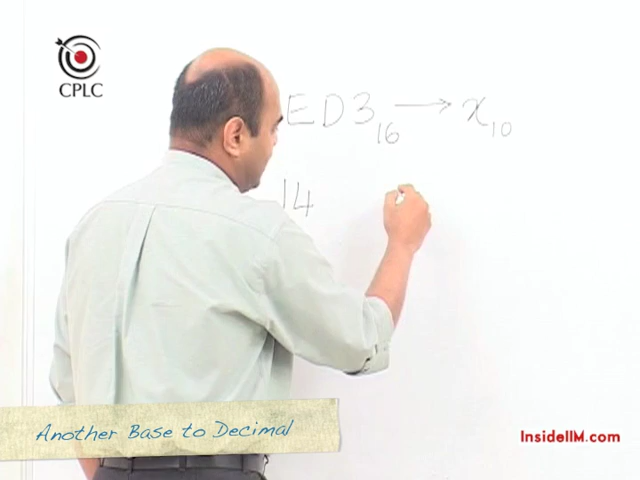 CPLC
ED3₁₆ → x₁₀
14
Another Base to Decimal
InsideIIM.com